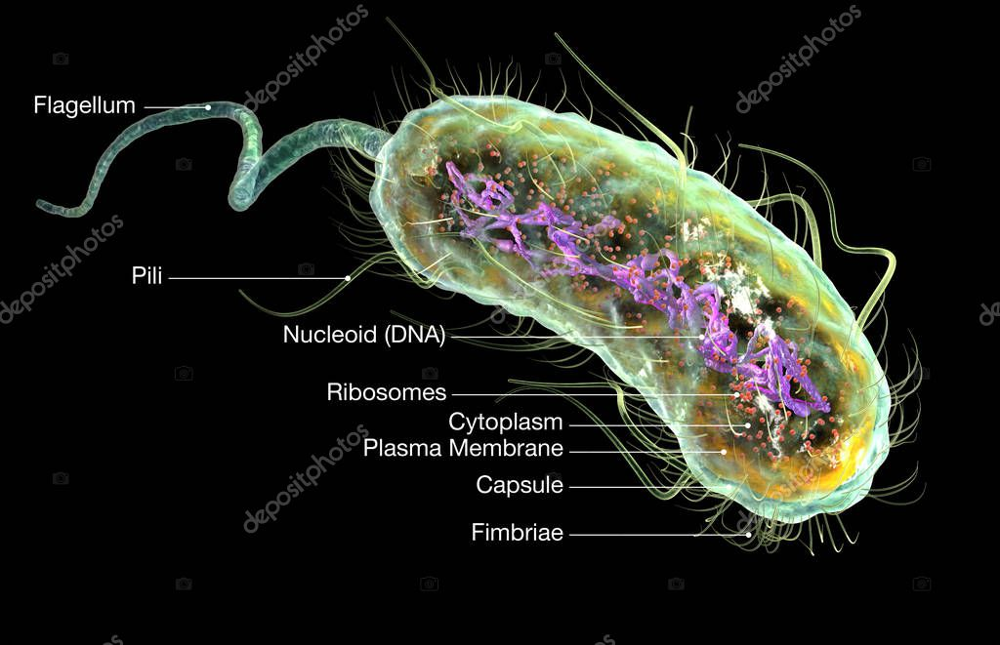 depositphotos
depositphotos
Flagellum
depositphotos
depositphotos
Pili
Nucleoid (DNA)
Ribosomes
Cytoplasm
Plasma Membrane
Capsule
Fimbriae
depositphotos
depositphotos